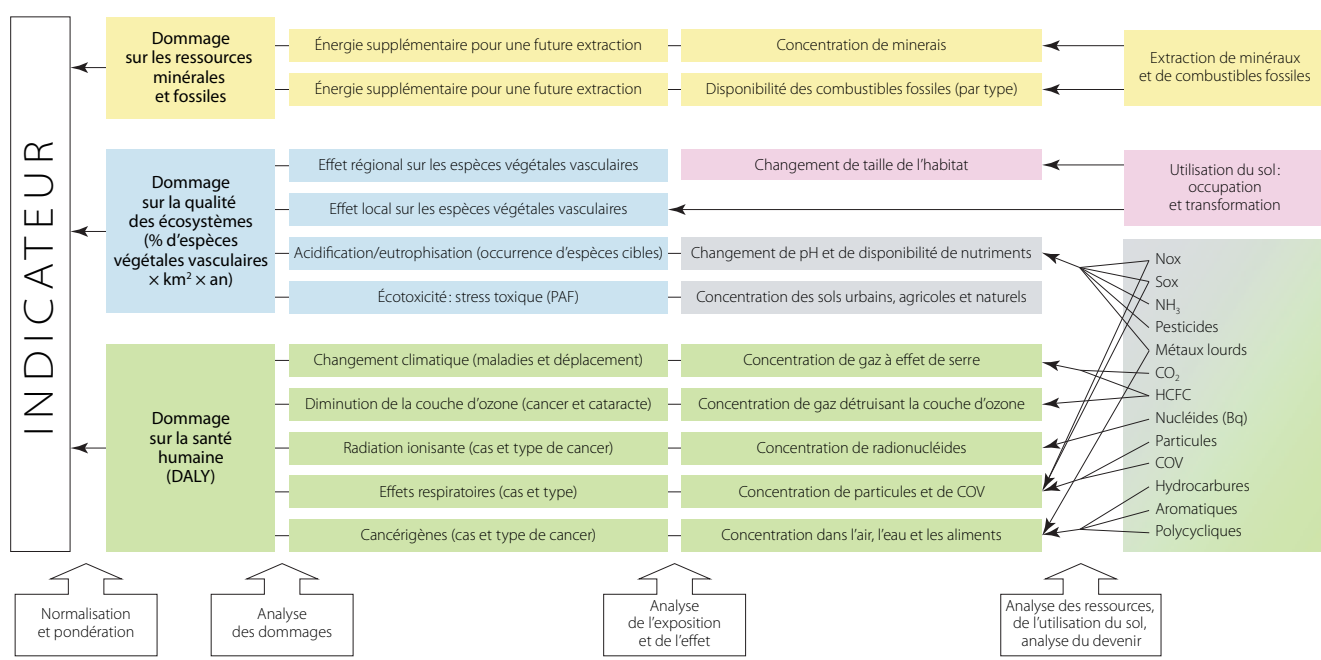 INDICATEUR
Dommage
sur les ressources
minérales
et fossiles
Énergie supplémentaire pour une future extraction
Concentration de minerais
Énergie supplémentaire pour une future extraction
Disponibilité des combustibles fossiles (par type)
Extraction de minéraux
et de combustibles fossiles
Dommage
sur la qualité
des écosystèmes
(% d’espèces
végétales vasculaires
× km² × an)
Effet régional sur les espèces végétales vasculaires
Changement de taille de l’habitat
Effet local sur les espèces végétales vasculaires
Utilisation du sol :
occupation
et transformation
Acidification/eutrophisation (occurrence d’espèces cibles)
Changement de pH et de disponibilité de nutriments
Écotoxicité : stress toxique (PAF)
Concentration des sols urbains, agricoles et naturels
Dommage
sur la santé
humaine
(DALY)
Changement climatique (maladies et déplacement)
Concentration de gaz à effet de serre
Diminution de la couche d’ozone (cancer et cataracte)
Concentration de gaz détruisant la couche d’ozone
Radiation ionisante (cas et type de cancer)
Concentration de radionucléides
Effets respiratoires (cas et type)
Concentration de particules et de COV
Cancérigènes (cas et type de cancer)
Concentration dans l’air, l’eau et les aliments
Nox
Sox
NH₃
Pesticides
Métaux lourds
CO₂
HCFC
Nucléides (Bq)
Particules
COV
Hydrocarbures
Aromatiques
Polycycliques
Normalisation
et pondération
Analyse
des dommages
Analyse
de l’exposition
et de l’effet
Analyse des ressources,
de l’utilisation du sol,
analyse du devenir